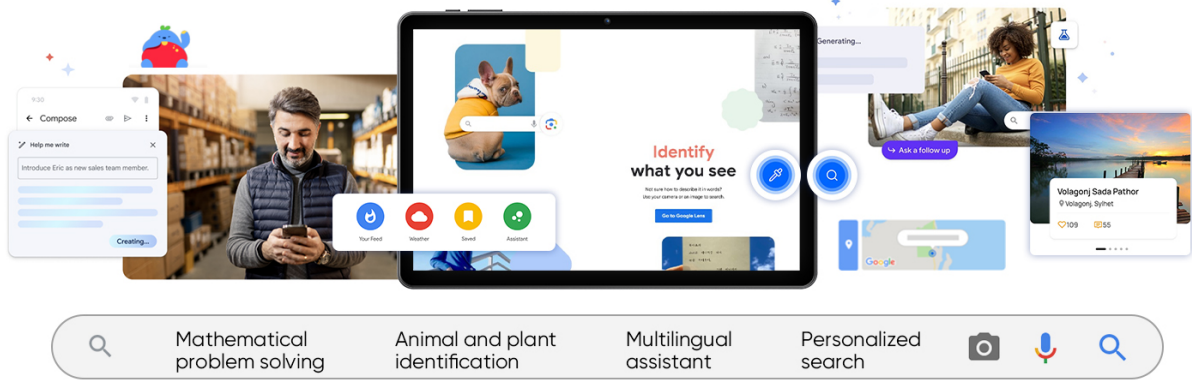 9:30
Compose
Help me write
Introduce Eric as new sales team member.
Creating...
Your Feed
Weather
Saved
Assistant
Identify
what you see
Not sure how to describe it in words?
Use your camera or an image to search.
Go to Google Lens
Generating...
Ask a follow up
Volagonj Sada Pathor
Volagonj, Sylhet
109
55
Google
Mathematical
problem solving
Animal and plant
identification
Multilingual
assistant
Personalized
search